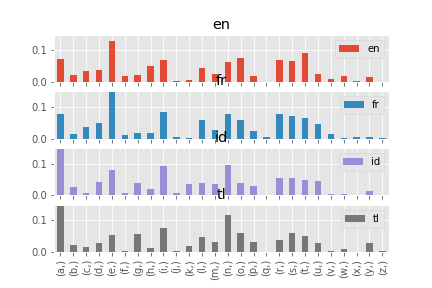 en
0.1
0.0
en
fr
0.1
0.0
fr
id
0.1
0.0
id
tl
0.1
0.0
tl
(a,) (b,) (c,) (d,) (e,) (f,) (g,) (h,) (i,) (j,) (k,) (l,) (m,) (n,) (o,) (p,) (q,) (r,) (s,) (t,) (u,) (v,) (w,) (x,) (y,) (z,)